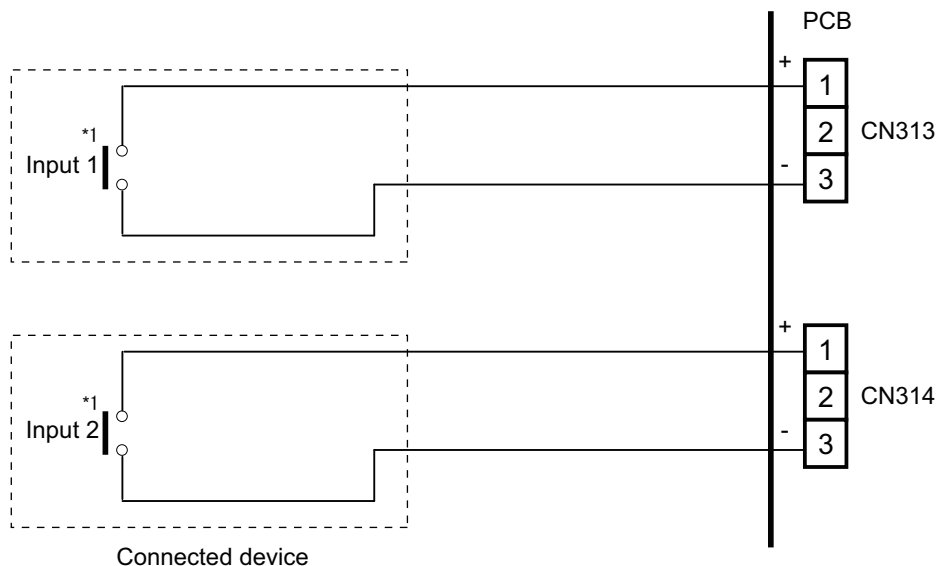 PCB
+
1
*1
2 CN313
Input 1
-
3
+
1
*1
2 CN314
Input 2
-
3
Connected device